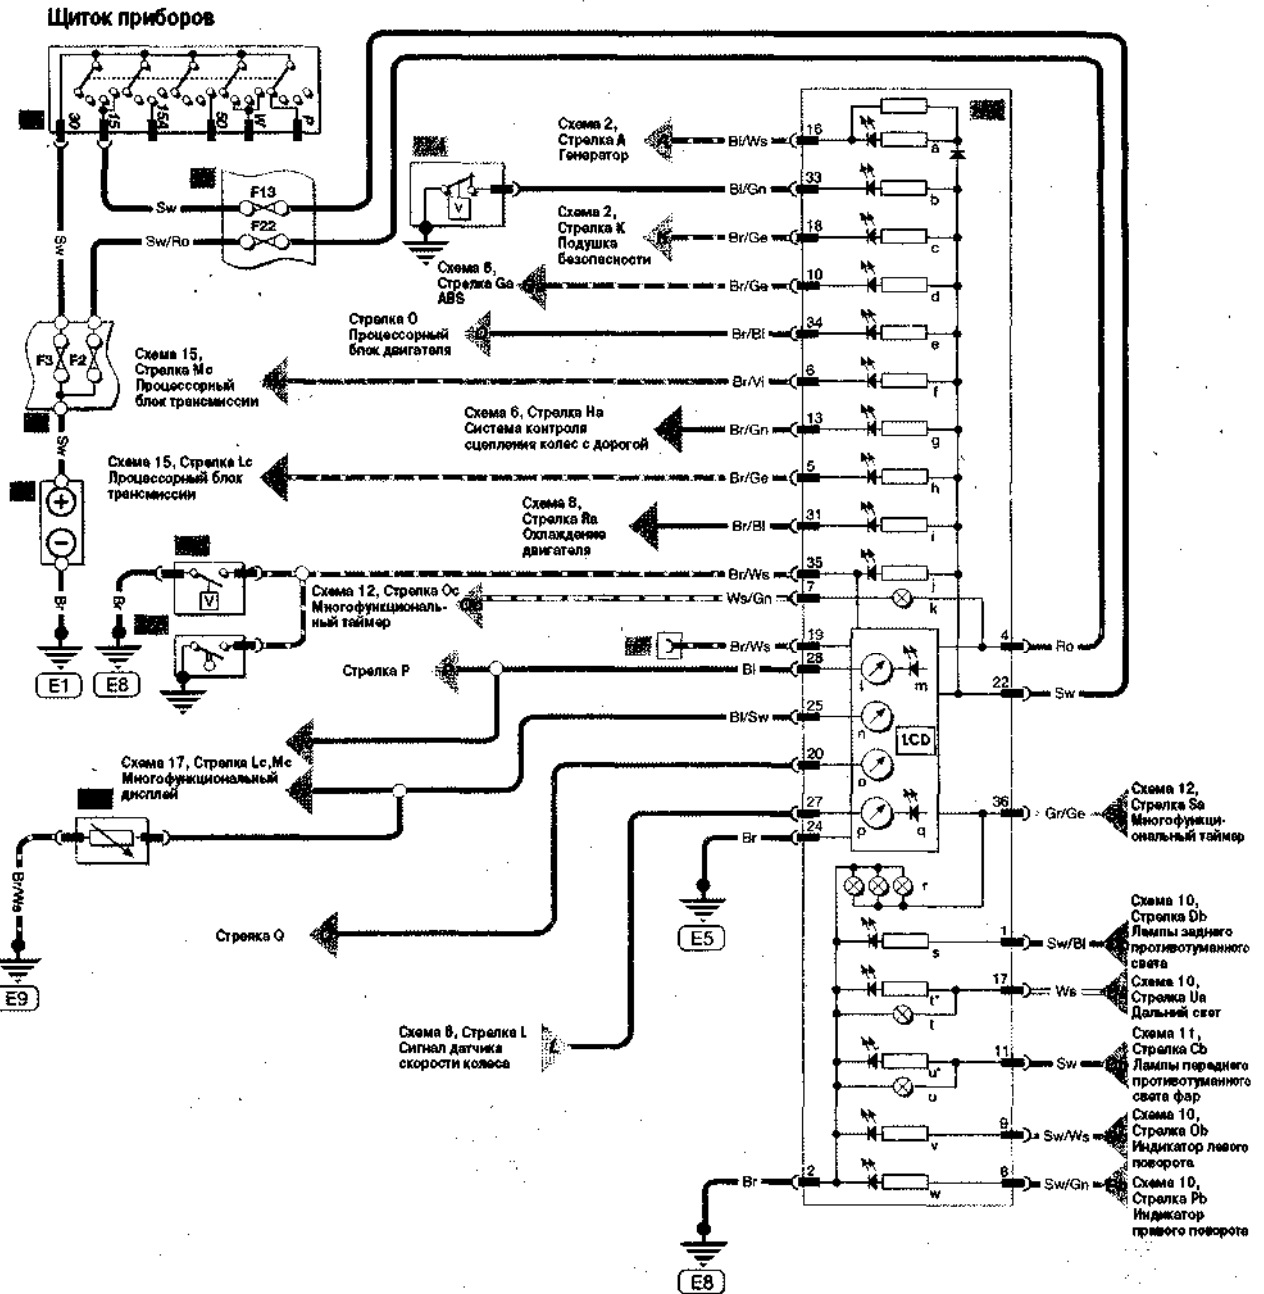 Щиток приборов
30
15
15A
50
W
P
F13
Sw
F22
Sw/Ro
Sw
F3
F2
Sw
Br
E1
Br
E8
V
V
Схема 2,
Стрелка A
Генератор
Bl/Ws
16
a
Bl/Gn
33
b
Схема 2,
Стрелка K
Подушка
безопасности
Br/Ge
18
c
Схема 6,
Стрелка Ga
ABS
Br/Ge
10
d
Стрелка O
Процессорный
блок двигателя
Br/Bl
34
e
Схема 15,
Стрелка Mc
Процессорный
блок трансмиссии
Br/Vi
6
f
Схема 6, Стрелка Ha
Система контроля
сцепления колес с дорогой
Br/Gn
13
g
Схема 15, Стрелка Lc
Процессорный блок
трансмиссии
Br/Ge
5
h
Схема 8,
Стрелка Ra
Охлаждение
двигателя
Br/Bl
31
i
Br/Ws
35
j
Схема 12, Стрелка Oc
Многофункциональ-
ный таймер
Ws/Gn
7
k
Br/Ws
19
4
Ro
Стрелка P
Bl
28
l
m
22
Sw
Bl/Sw
25
n
LCD
Схема 17, Стрелка Lc,Mc
Многофункциональный
дисплей
20
o
27
p
q
36
Gr/Ge
Схема 12,
Стрелка Sa
Многофункци-
ональный таймер
Br
24
E5
r
Br/Ws
E9
Стрелка Q
1
s
Sw/Bl
Схема 10,
Стрелка Db
Лампы заднего
противотуманного
света
17
t*
t
Ws
Схема 10,
Стрелка Ua
Дальний свет
Схема 8, Стрелка L
Сигнал датчика
скорости колеса
L
11
u*
u
Sw
Схема 11,
Стрелка Cb
Лампы переднего
противотуманного
света фар
9
v
Sw/Ws
Схема 10,
Стрелка Ob
Индикатор левого
поворота
Br
2
w
8
Sw/Gn
Схема 10,
Стрелка Pb
Индикатор
правого поворота
E8